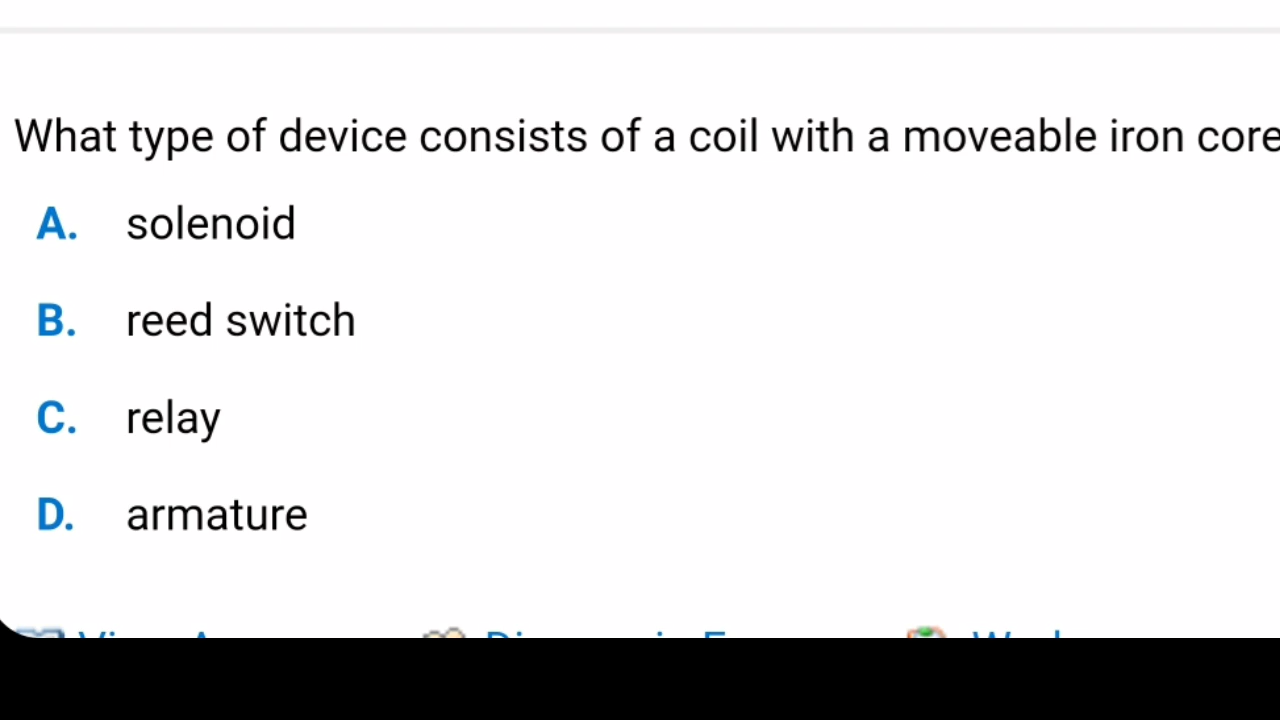 What type of device consists of a coil with a moveable iron core
A. solenoid
B. reed switch
C. relay
D. armature